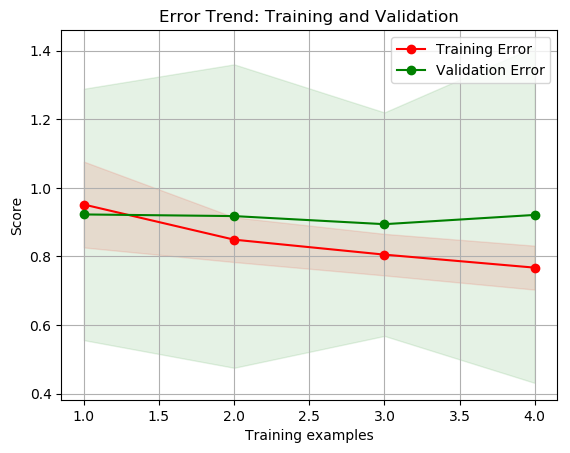 Error Trend: Training and Validation
1.4
1.2
1.0
0.8
0.6
0.4
Score
Training Error
Validation Error
1.0 1.5 2.0 2.5 3.0 3.5 4.0
Training examples